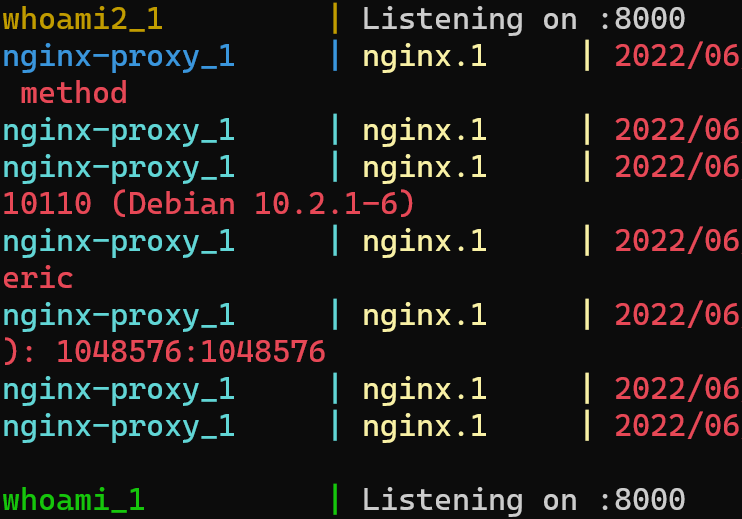 whoami2_1          | Listening on :8000
nginx-proxy_1      | nginx.1     | 2022/06
method
nginx-proxy_1      | nginx.1     | 2022/06
nginx-proxy_1      | nginx.1     | 2022/06
10110 (Debian 10.2.1-6)
nginx-proxy_1      | nginx.1     | 2022/06
eric
nginx-proxy_1      | nginx.1     | 2022/06
): 1048576:1048576
nginx-proxy_1      | nginx.1     | 2022/06
nginx-proxy_1      | nginx.1     | 2022/06
whoami_1           | Listening on :8000